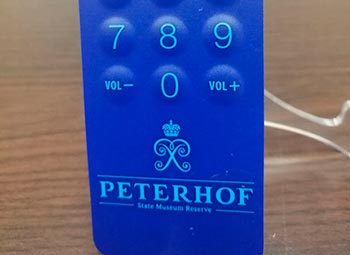 7 8 9
VOL− 0 VOL+
PETERHOF
State Museum Reserve